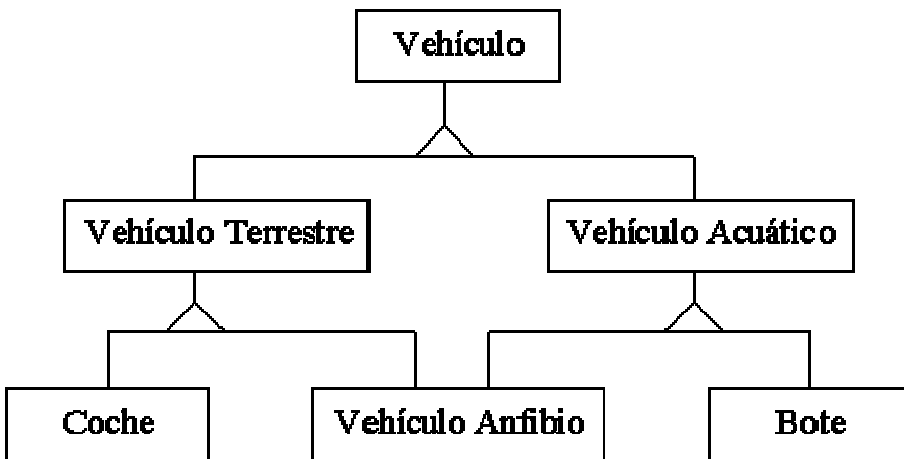 Vehículo
Vehículo Terrestre
Vehículo Acuático
Coche
Vehículo Anfibio
Bote